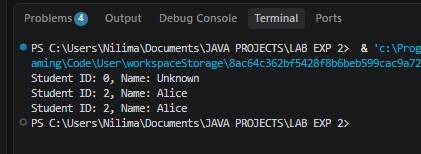 Problems 4 Output Debug Console Terminal Ports
PS C:\Users\Nilima\Documents\JAVA PROJECTS\LAB EXP 2> & 'c:\Prog
aming\Code\User\workspaceStorage\8ac64c362bf5428f8b6beb599cac9a72
Student ID: 0, Name: Unknown
Student ID: 2, Name: Alice
Student ID: 2, Name: Alice
PS C:\Users\Nilima\Documents\JAVA PROJECTS\LAB EXP 2>